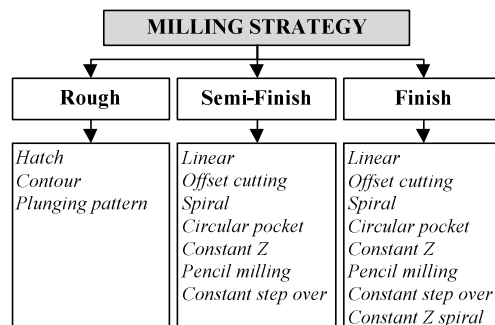 MILLING STRATEGY
Rough
Semi-Finish
Finish
Hatch
Contour
Plunging pattern
Linear
Offset cutting
Spiral
Circular pocket
Constant Z
Pencil milling
Constant step over
Linear
Offset cutting
Spiral
Circular pocket
Constant Z
Pencil milling
Constant step over
Constant Z spiral